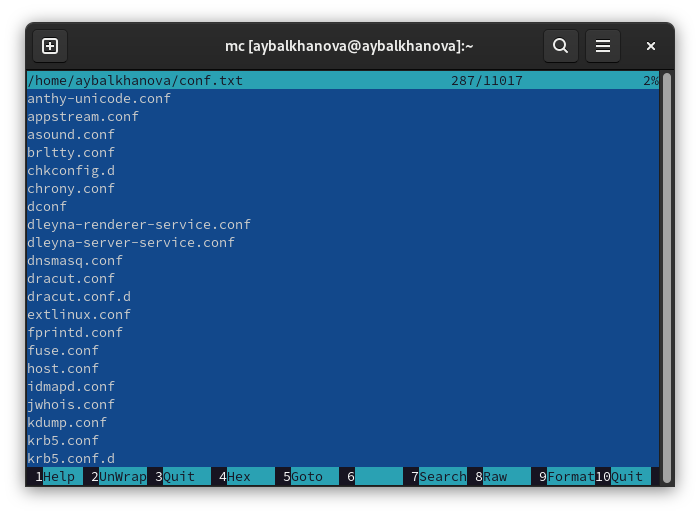 mc [aybalkhanova@aybalkhanova]:~
/home/aybalkhanova/conf.txt 287/11017 2%
anthy-unicode.conf
appstream.conf
asound.conf
brltty.conf
chkconfig.d
chrony.conf
dconf
dleyna-renderer-service.conf
dleyna-server-service.conf
dnsmasq.conf
dracut.conf
dracut.conf.d
extlinux.conf
fprintd.conf
fuse.conf
host.conf
idmapd.conf
jwhois.conf
kdump.conf
krb5.conf
krb5.conf.d
1Help 2UnWrap 3Quit 4Hex 5Goto 6 7Search 8Raw 9Format 10Quit